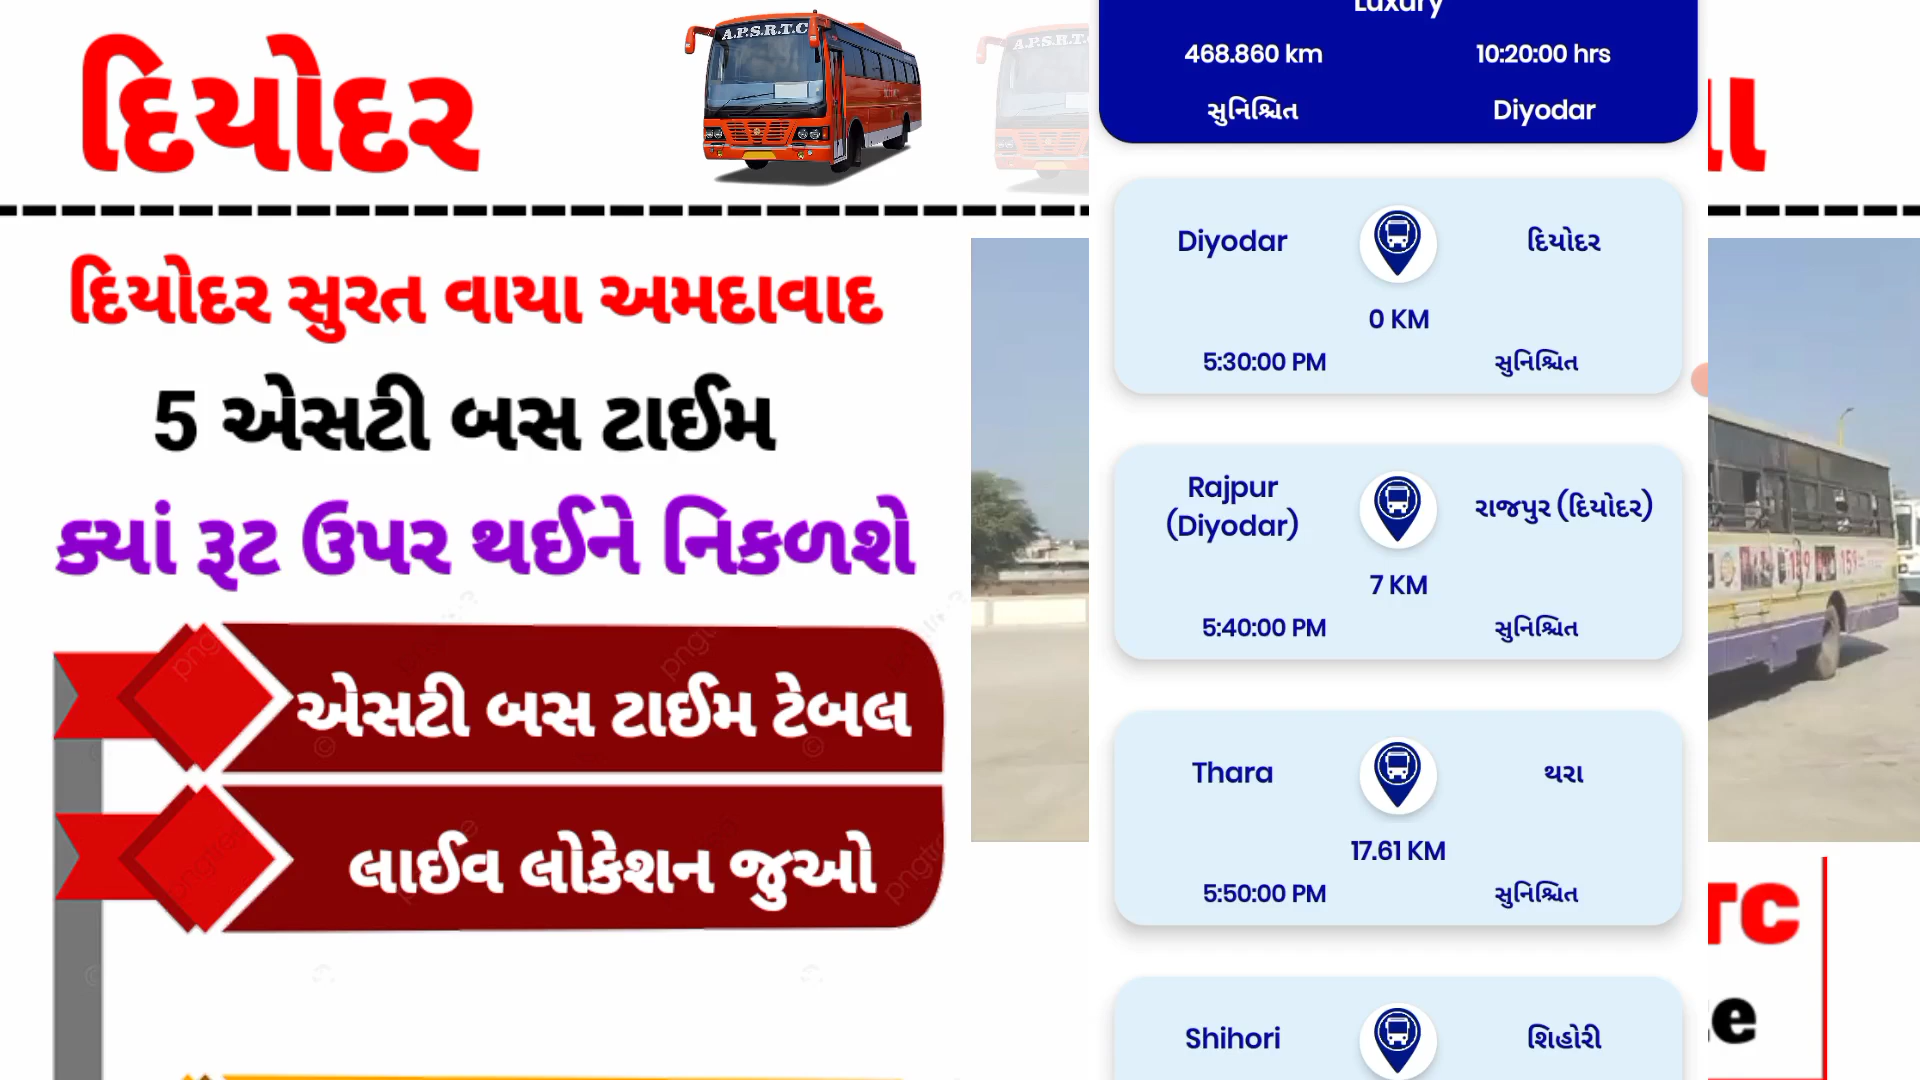 દિયોદર
A.P.S.R.T.C
દિયોદર સુરત વાયા અમદાવાદ
5 એસટી બસ ટાઈમ
ક્યાં રૂટ ઉપર થઈને નિકળશે
એસટી બસ ટાઈમ ટેબલ
લાઈવ લોકેશન જુઓ
Luxury
468.860 km 10:20:00 hrs
સુનિશ્ચિત Diyodar
Diyodar દિયોદર
0 KM
5:30:00 PM સુનિશ્ચિત
Rajpur (Diyodar) રાજપુર (દિયોદર)
7 KM
5:40:00 PM સુનિશ્ચિત
Thara થરા
17.61 KM
5:50:00 PM સુનિશ્ચિત
Shihori શિહોરી